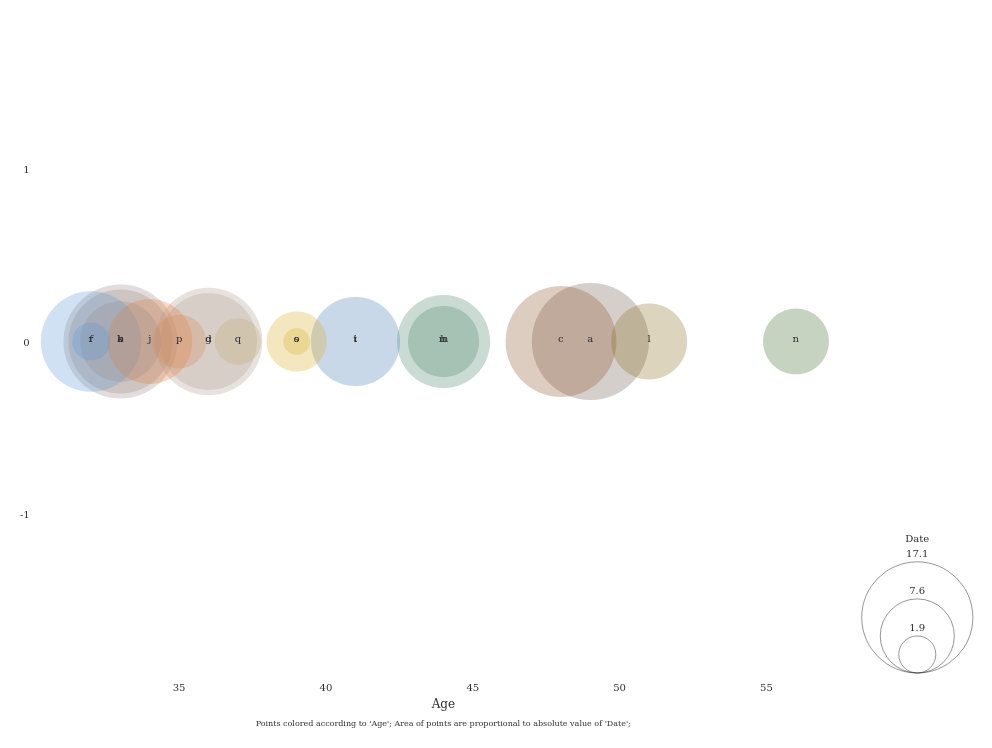 1
f j p q c a l n
0
-1
Date
17.1
7.6
1.9
35 40 45 50 55
Age
Points colored according to 'Age'; Area of points are proportional to absolute value of 'Date';